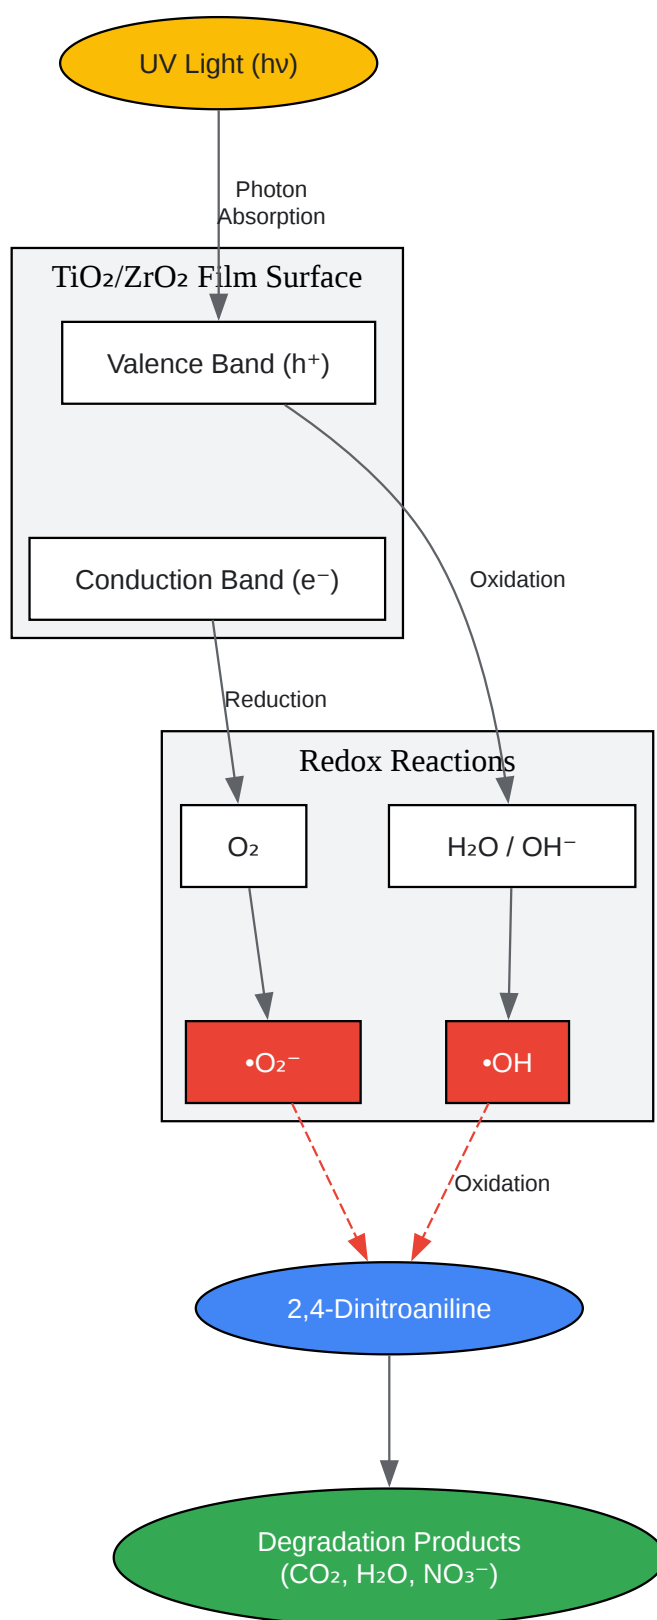 UV Light (hν)
Photon
Absorption
TiO₂/ZrO₂ Film Surface
Valence Band (h⁺)
Conduction Band (e⁻)
Oxidation
Reduction
Redox Reactions
O₂
H₂O / OH⁻
•O₂⁻
•OH
Oxidation
2,4-Dinitroaniline
Degradation Products
(CO₂, H₂O, NO₃⁻)